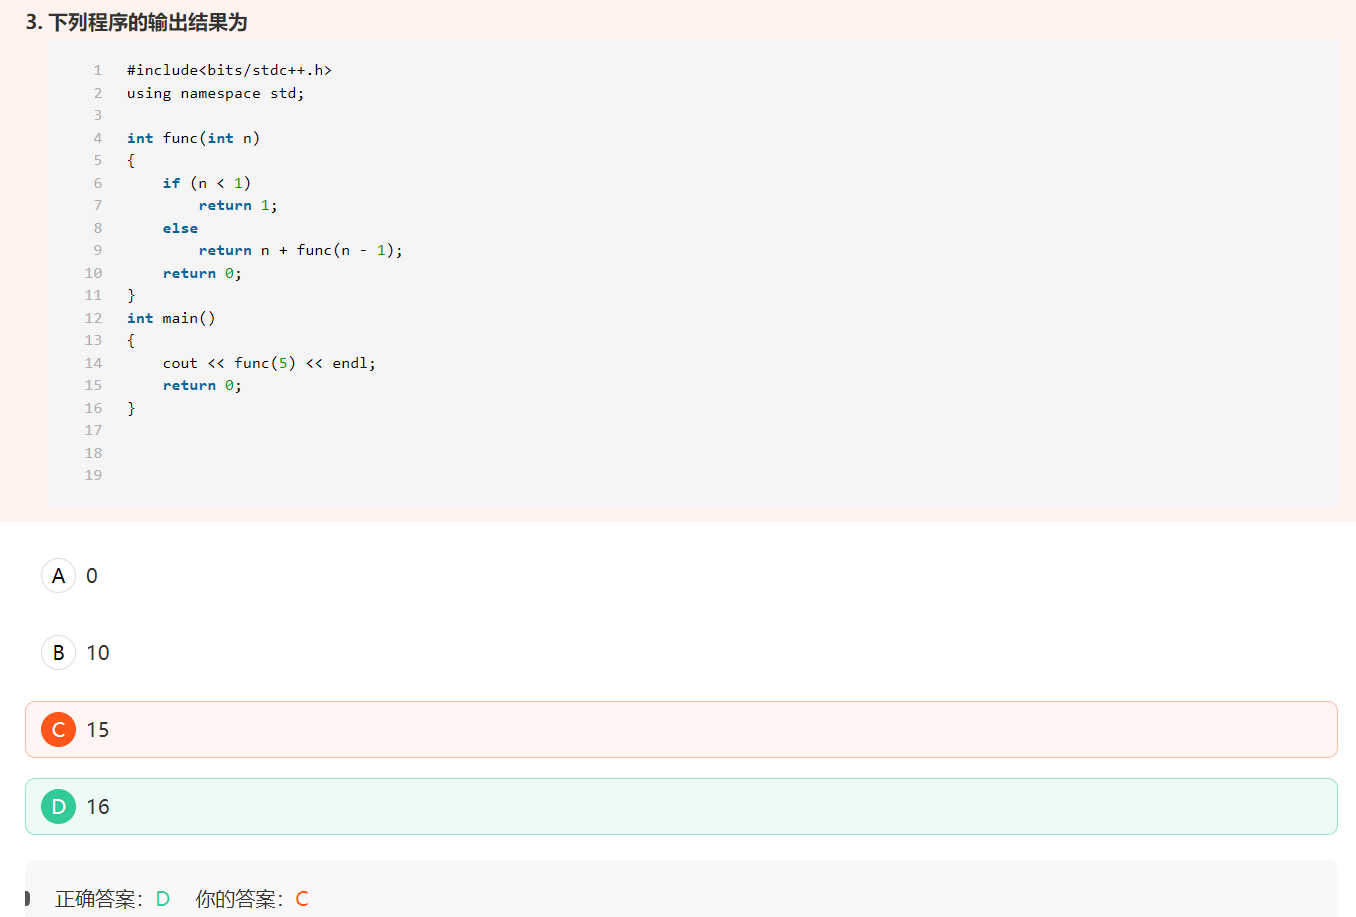 3. 下列程序的输出结果为
1 #include<bits/stdc++.h>
2 using namespace std;
3
4 int func(int n)
5 {
6     if (n < 1)
7         return 1;
8     else
9         return n + func(n - 1);
10     return 0;
11 }
12 int main()
13 {
14     cout << func(5) << endl;
15     return 0;
16 }
17
18
19
A 0
B 10
C 15
D 16
正确答案：D 你的答案：C